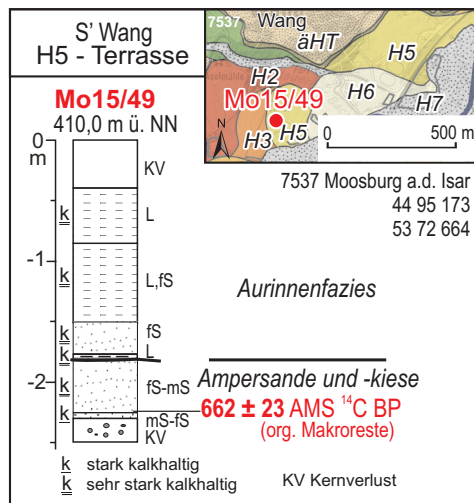 S' Wang
H5 - Terrasse
7537
Wang
äHT
H5
H2
H6
H7
Mo15/49
H3
H5
N
0 500 m
Mo15/49
410,0 m ü. NN
7537 Moosburg a.d. Isar
44 95 173
53 72 664
0
m
KV
k
L
-1
k
L,fS
Aurinnenfazies
k
fS
k
L
-2
k
fS-mS
Ampersande und -kiese
662 ± 23 AMS 14C BP
(org. Makroreste)
k
mS-fS
KV
k stark kalkhaltig
k sehr stark kalkhaltig
KV Kernverlust